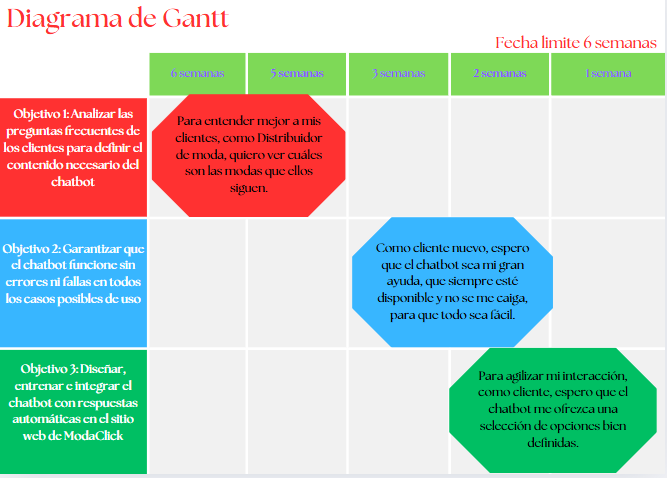 Diagrama de Gantt
Fecha limite 6 semanas
6 semanas
5 semanas
3 semanas
2 semanas
1 semana
Objetivo 1: Analizar las
preguntas frecuentes de
los clientes para definir el
contenido necesario del
chatbot
Para entender mejor a mis
clientes, como Distribuidor
de moda, quiero ver cuáles
son las modas que ellos
siguen.
Objetivo 2: Garantizar que
el chatbot funcione sin
errores ni fallas en todos
los casos posibles de uso
Como cliente nuevo, espero
que el chatbot sea mi gran
ayuda, que siempre esté
disponible y no se me caiga,
para que todo sea fácil.
Objetivo 3: Diseñar,
entrenar e integrar el
chatbot con respuestas
automáticas en el sitio
web de ModaClick
Para agilizar mi interacción,
como cliente, espero que el
chatbot me ofrezca una
selección de opciones bien
definidas.